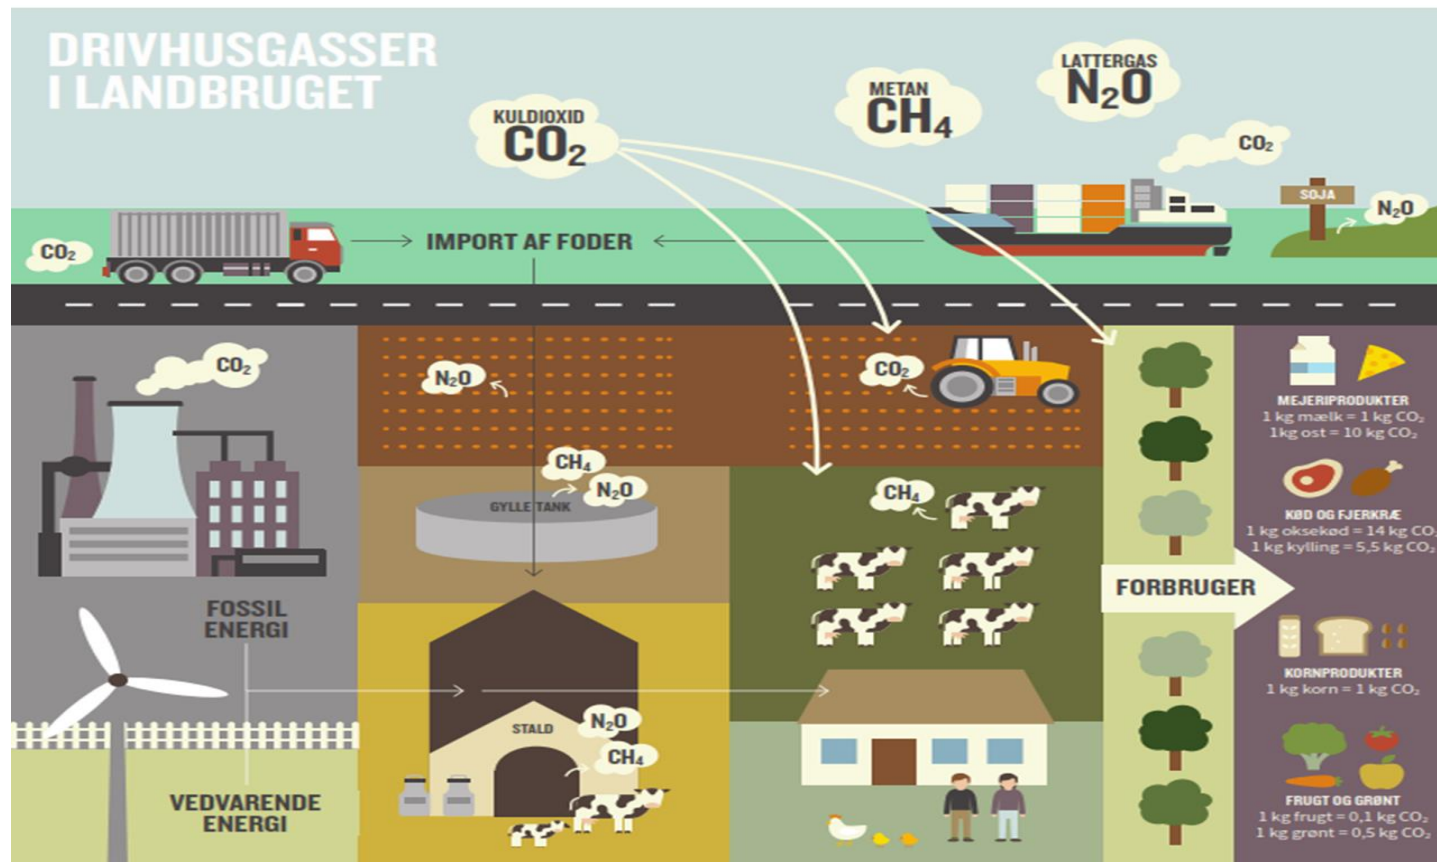 DRIVHUSGASSER
I LANDBRUGET
KULDIOXID
CO₂
METAN
CH₄
LATTERGAS
N₂O
CO₂
SOJA
N₂O
CO₂
IMPORT AF FODER
CO₂
N₂O
CO₂
CH₄
N₂O
GYLLE TANK
CH₄
FOSSIL
ENERGI
VEDVARENDE
ENERGI
STALD
N₂O
CH₄
FORBRUGER
MEJERIPRODUKTER
1 kg mælk = 1 kg CO₂
1kg ost = 10 kg CO₂
KØD OG FJERKRÆ
1 kg oksekød = 14 kg CO₂
1 kg kylling = 5,5 kg CO₂
KORNPRODUKTER
1 kg korn = 1 kg CO₂
FRUGT OG GRØNT
1 kg frugt = 0,1 kg CO₂
1 kg grønt = 0,5 kg CO₂